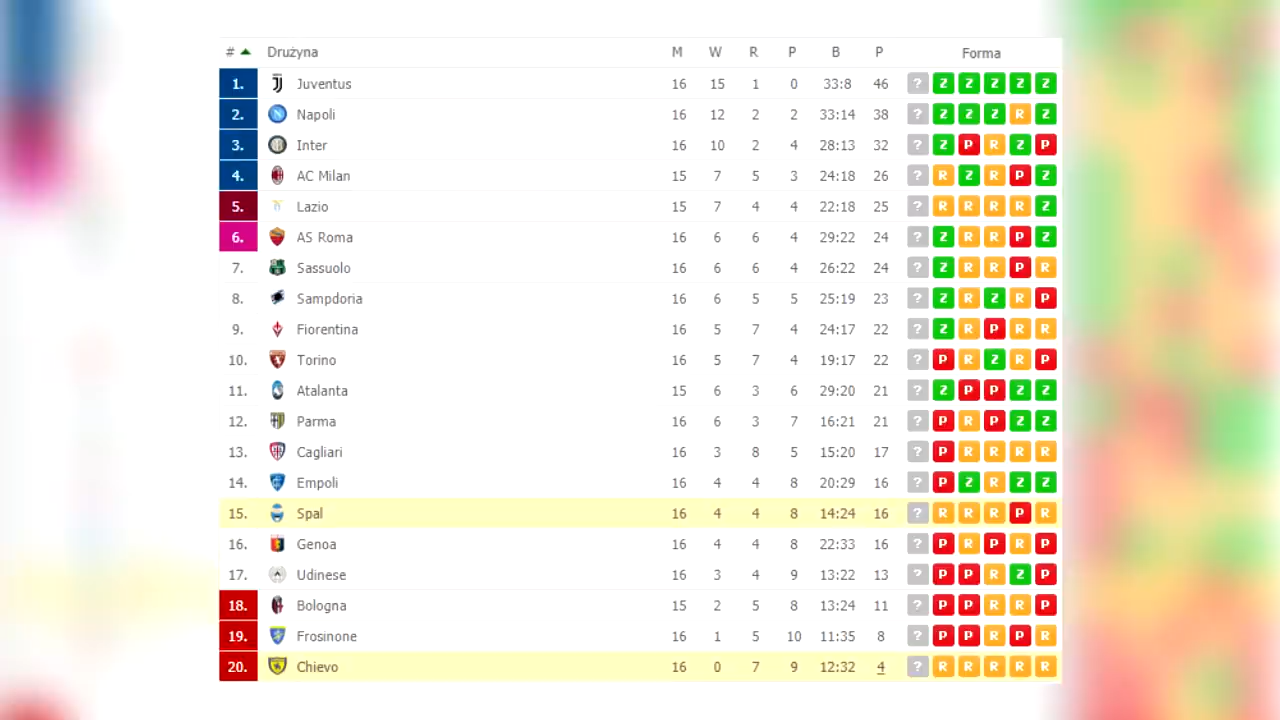 # Drużyna M W R P B P Forma
1. Juventus 16 15 1 0 33:8 46 ? Z Z Z Z Z
2. Napoli 16 12 2 2 33:14 38 ? Z Z Z R Z
3. Inter 16 10 2 4 28:13 32 ? Z P R Z P
4. AC Milan 15 7 5 3 24:18 26 ? R Z R P Z
5. Lazio 15 7 4 4 22:18 25 ? R R R R Z
6. AS Roma 16 6 6 4 29:22 24 ? Z R R P Z
7. Sassuolo 16 6 6 4 26:22 24 ? Z R R P R
8. Sampdoria 16 6 5 5 25:19 23 ? Z R Z R P
9. Fiorentina 16 5 7 4 24:17 22 ? Z R P R R
10. Torino 16 5 7 4 19:17 22 ? P R Z R P
11. Atalanta 15 6 3 6 29:20 21 ? Z P P Z Z
12. Parma 16 6 3 7 16:21 21 ? P R P Z Z
13. Cagliari 16 3 8 5 15:20 17 ? P R R R R
14. Empoli 16 4 4 8 20:29 16 ? P Z R Z Z
15. Spal 16 4 4 8 14:24 16 ? R R R P R
16. Genoa 16 4 4 8 22:33 16 ? P R P R P
17. Udinese 16 3 4 9 13:22 13 ? P P R Z P
18. Bologna 15 2 5 8 13:24 11 ? P P R R P
19. Frosinone 16 1 5 10 11:35 8 ? P P R P R
20. Chievo 16 0 7 9 12:32 4 ? R R R R R